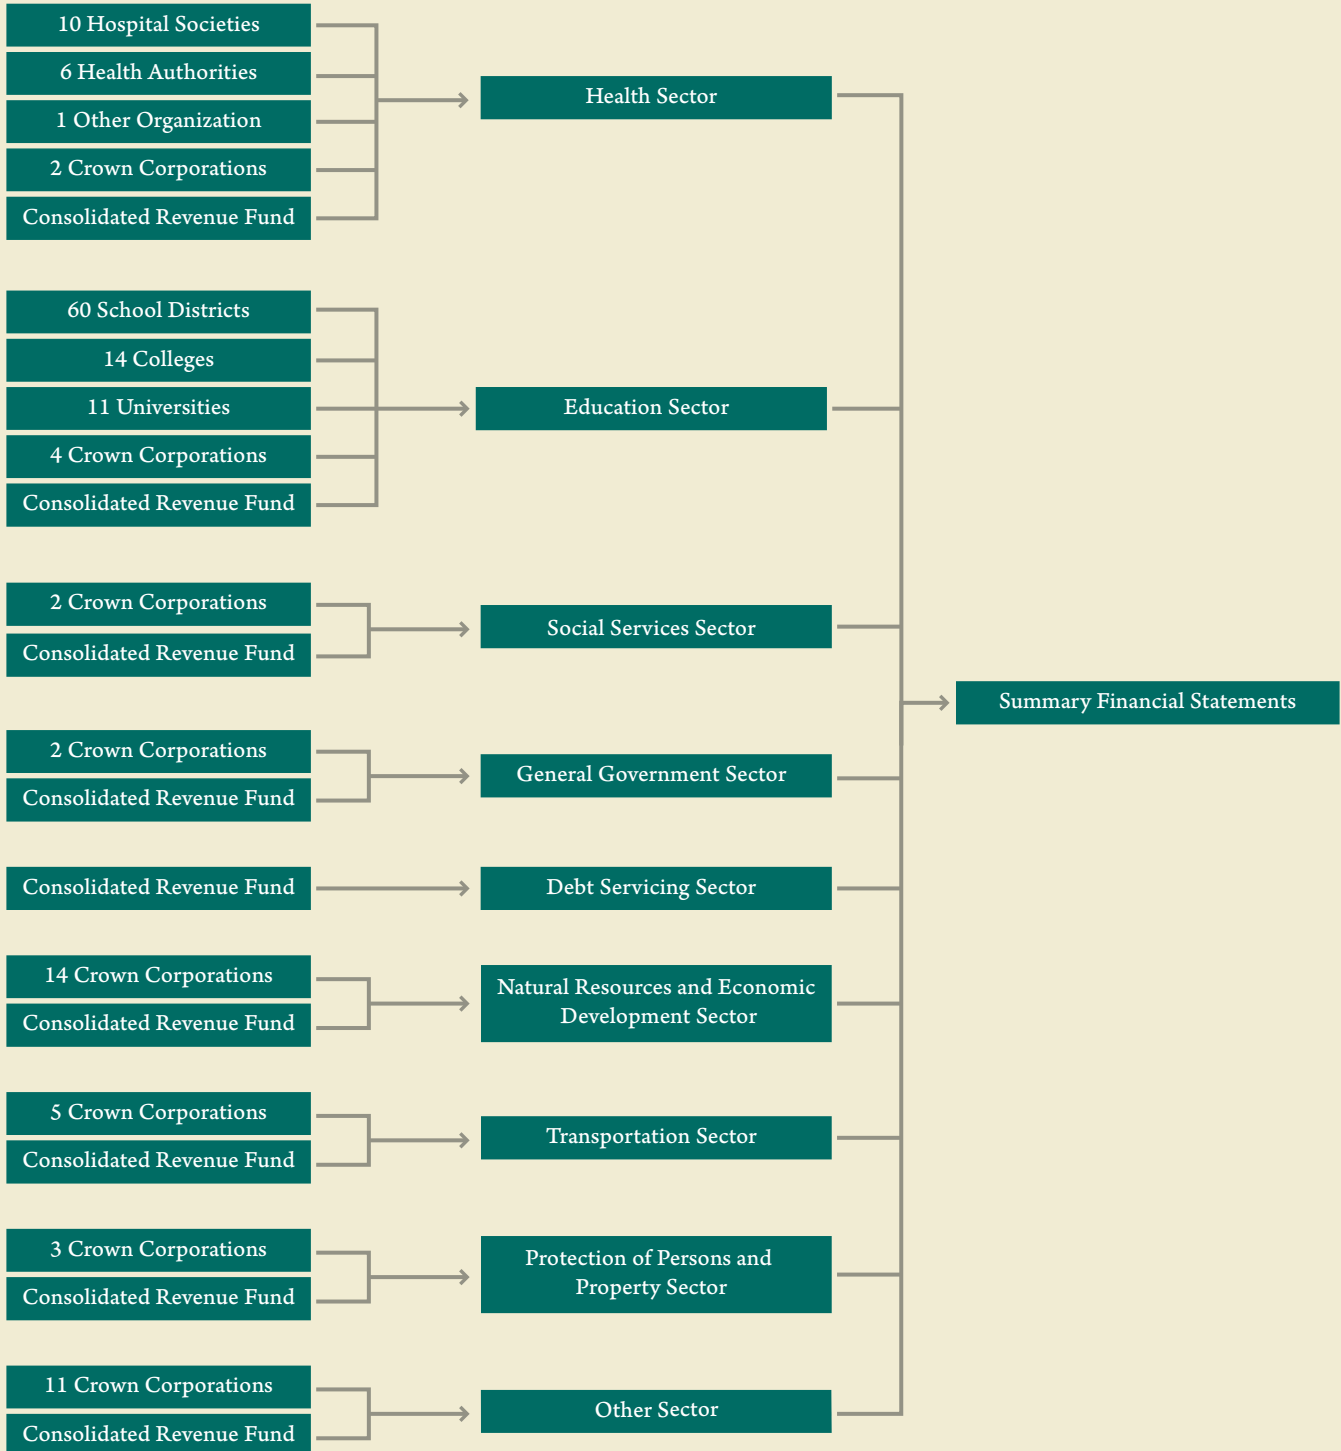 10 Hospital Societies
6 Health Authorities
1 Other Organization
2 Crown Corporations
Consolidated Revenue Fund
Health Sector
60 School Districts
14 Colleges
11 Universities
4 Crown Corporations
Consolidated Revenue Fund
Education Sector
2 Crown Corporations
Consolidated Revenue Fund
Social Services Sector
2 Crown Corporations
Consolidated Revenue Fund
General Government Sector
Consolidated Revenue Fund
Debt Servicing Sector
14 Crown Corporations
Consolidated Revenue Fund
Natural Resources and Economic
Development Sector
5 Crown Corporations
Consolidated Revenue Fund
Transportation Sector
3 Crown Corporations
Consolidated Revenue Fund
Protection of Persons and
Property Sector
11 Crown Corporations
Consolidated Revenue Fund
Other Sector
Summary Financial Statements